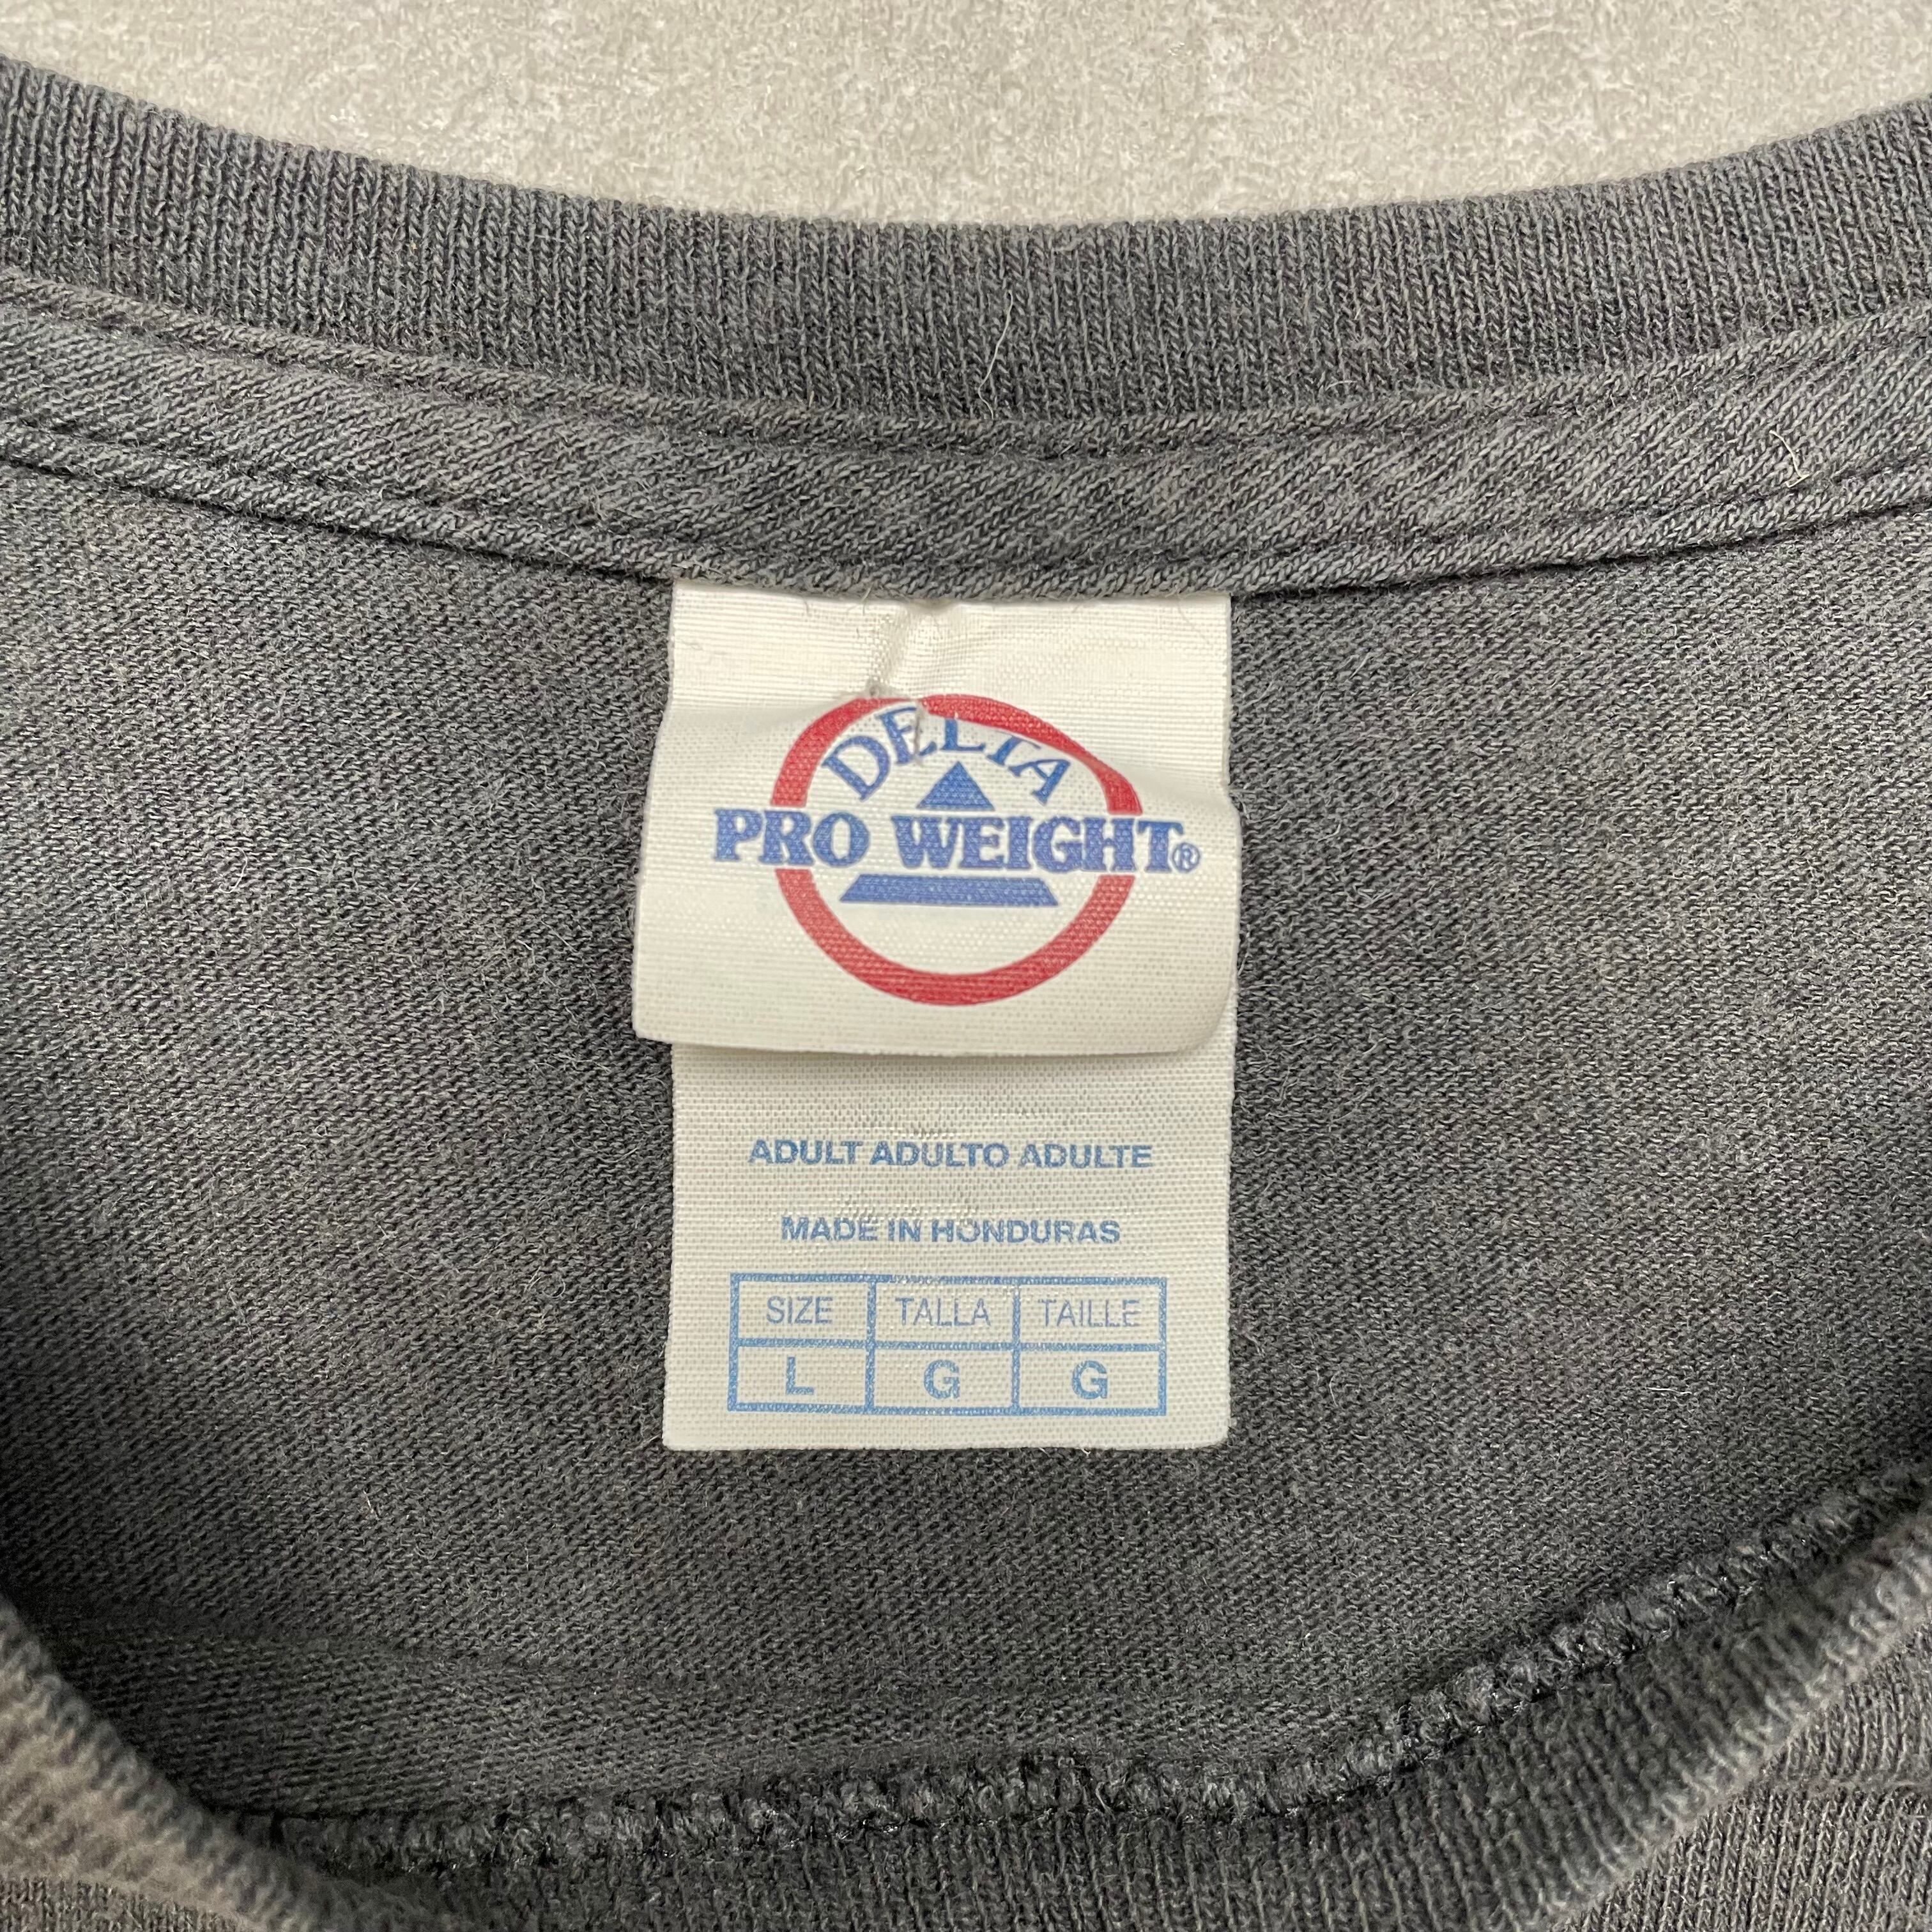 DELTA
PRO WEIGHT®
ADULT ADULTO ADULTE
MADE IN HONDURAS
SIZE TALLA TAILLE
L G G